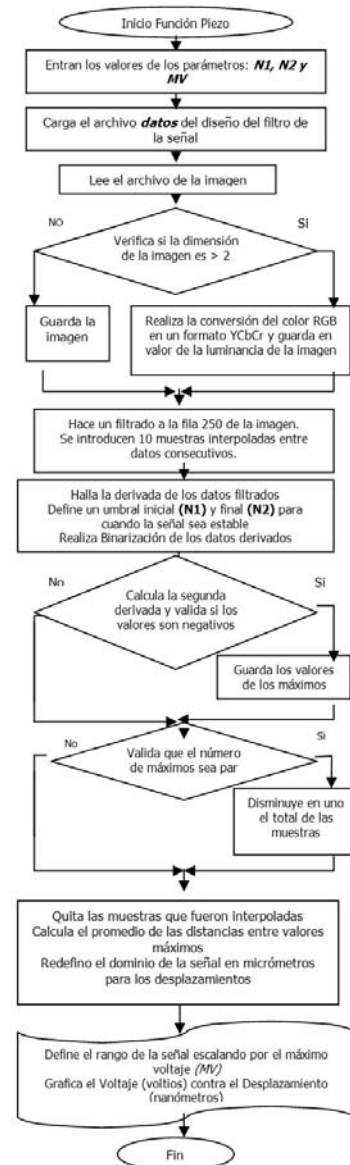 Inicio Función Piezo
Entran los valores de los parámetros: N1, N2 y
MV
Carga el archivo datos del diseño del filtro de
la señal
Lee el archivo de la imagen
NO
Si
Verifica si la dimensión
de la imagen es > 2
Guarda la
imagen
Realiza la conversión del color RGB
en un formato YCbCr y guarda en
valor de la luminancia de la imagen
Hace un filtrado a la fila 250 de la imagen.
Se introducen 10 muestras interpoladas entre
datos consecutivos.
Halla la derivada de los datos filtrados
Define un umbral inicial (N1) y final (N2) para
cuando la señal sea estable
Realiza Binarización de los datos derivados
No
Si
Calcula la segunda
derivada y valida si los
valores son negativos
Guarda los valores
de los máximos
No
Si
Valida que el número
de máximos sea par
Disminuye en uno
el total de las
muestras
Quita las muestras que fueron interpoladas
Calcula el promedio de las distancias entre valores
máximos
Redefino el dominio de la señal en micrómetros
para los desplazamientos
Define el rango de la señal escalando por el máximo
voltaje (MV)
Grafica el Voltaje (voltios) contra el Desplazamiento
(nanómetros)
Fin